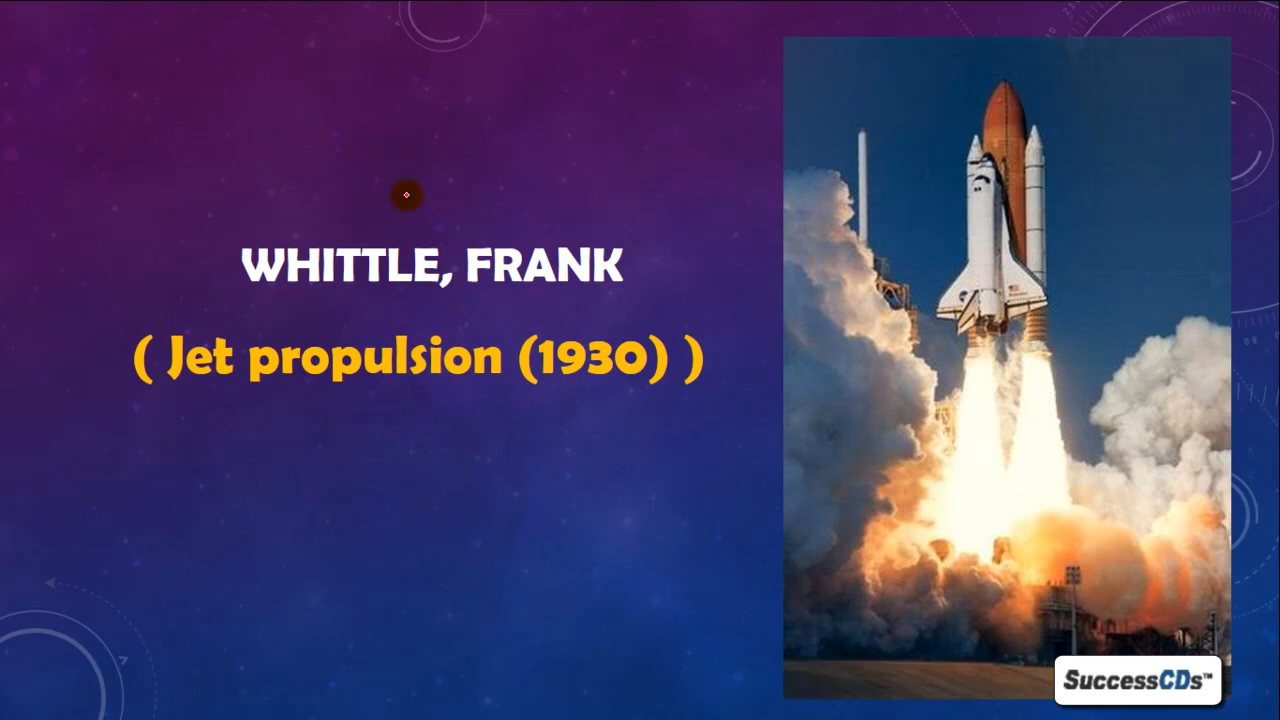 WHITTLE, FRANK
( Jet propulsion (1930) )
SuccessCDs™